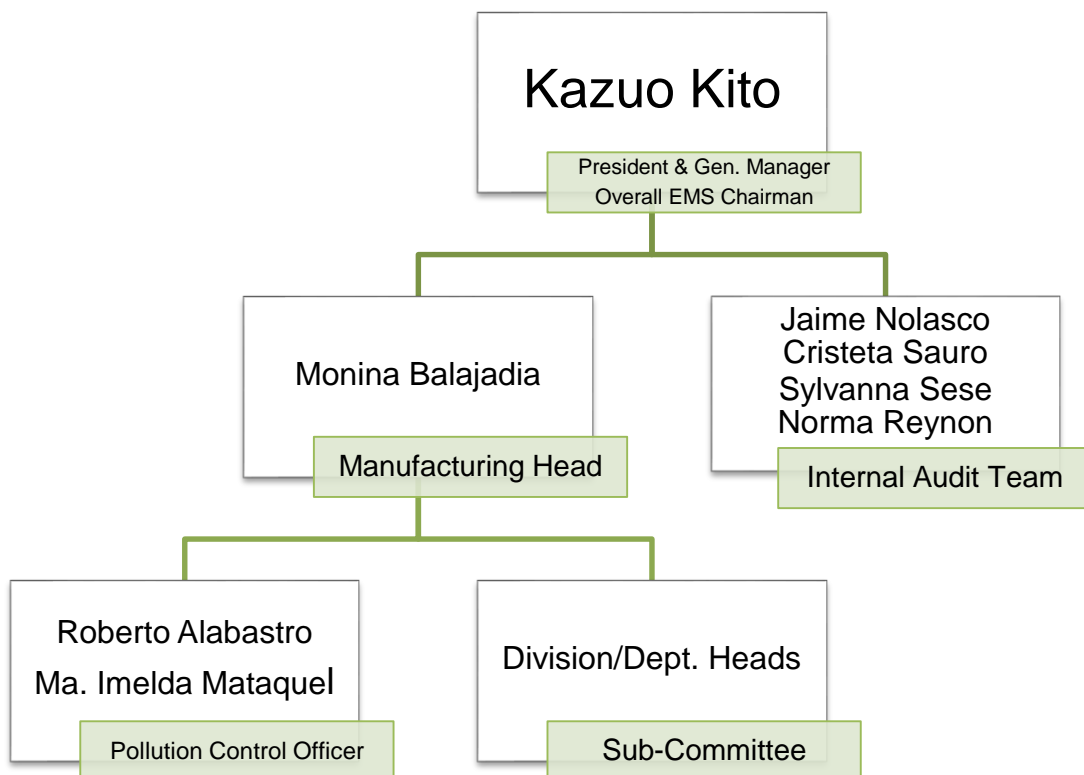 Kazuo Kito
President & Gen. Manager
Overall EMS Chairman
Monina Balajadia
Manufacturing Head
Jaime Nolasco
Cristeta Sauro
Sylvanna Sese
Norma Reynon
Internal Audit Team
Roberto Alabastro
Ma. Imelda Mataquel
Pollution Control Officer
Division/Dept. Heads
Sub-Committee